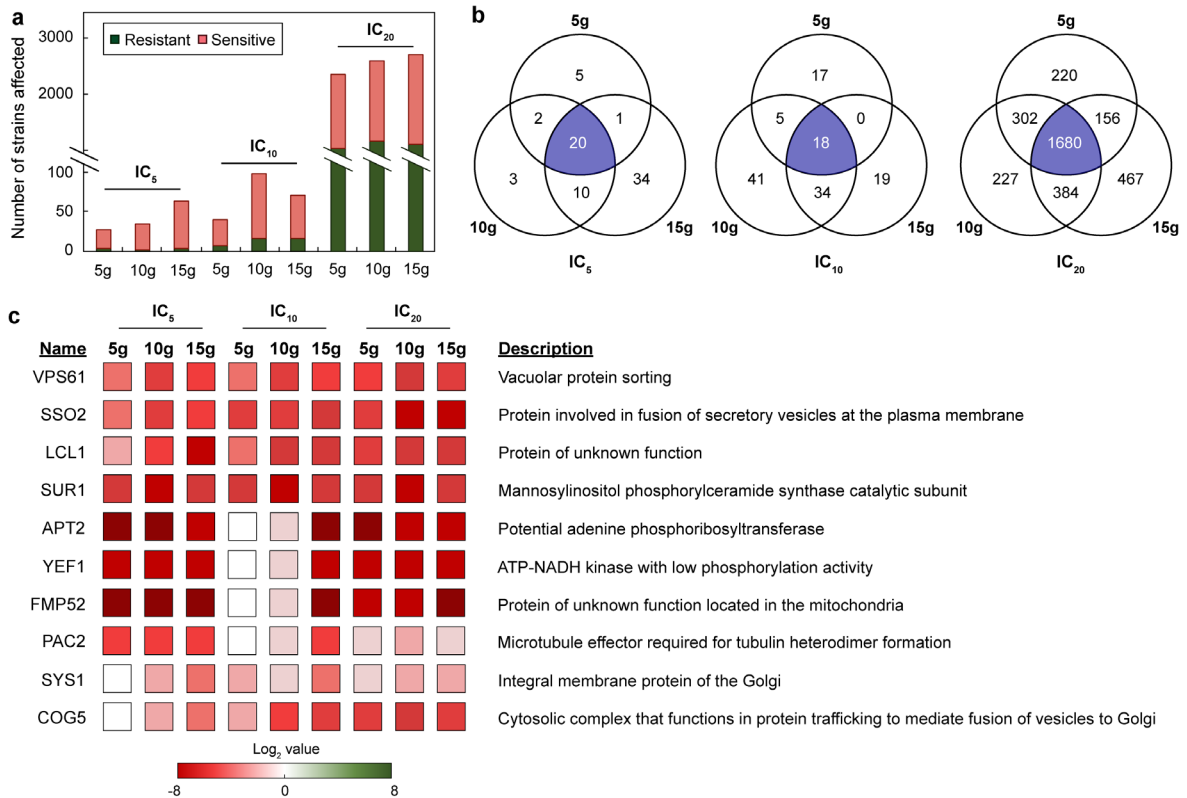 a
Number of strains affected
3000
2000
100
50
0
Resistant Sensitive
IC5
IC10
IC20
5g 10g 15g 5g 10g 15g 5g 10g 15g
b
5g
5
2 1
20
3 10 34
10g 15g
IC5
5g
17
5 0
18
41 34 19
10g 15g
IC10
5g
220
302 156
1680
227 384 467
10g 15g
IC20
c
IC5 IC10 IC20
Name 5g 10g 15g 5g 10g 15g 5g 10g 15g Description
VPS61 Vacuolar protein sorting
SSO2 Protein involved in fusion of secretory vesicles at the plasma membrane
LCL1 Protein of unknown function
SUR1 Mannosylinositol phosphorylceramide synthase catalytic subunit
APT2 Potential adenine phosphoribosyltransferase
YEF1 ATP-NADH kinase with low phosphorylation activity
FMP52 Protein of unknown function located in the mitochondria
PAC2 Microtubule effector required for tubulin heterodimer formation
SYS1 Integral membrane protein of the Golgi
COG5 Cytosolic complex that functions in protein trafficking to mediate fusion of vesicles to Golgi
Log2 value
-8 0 8